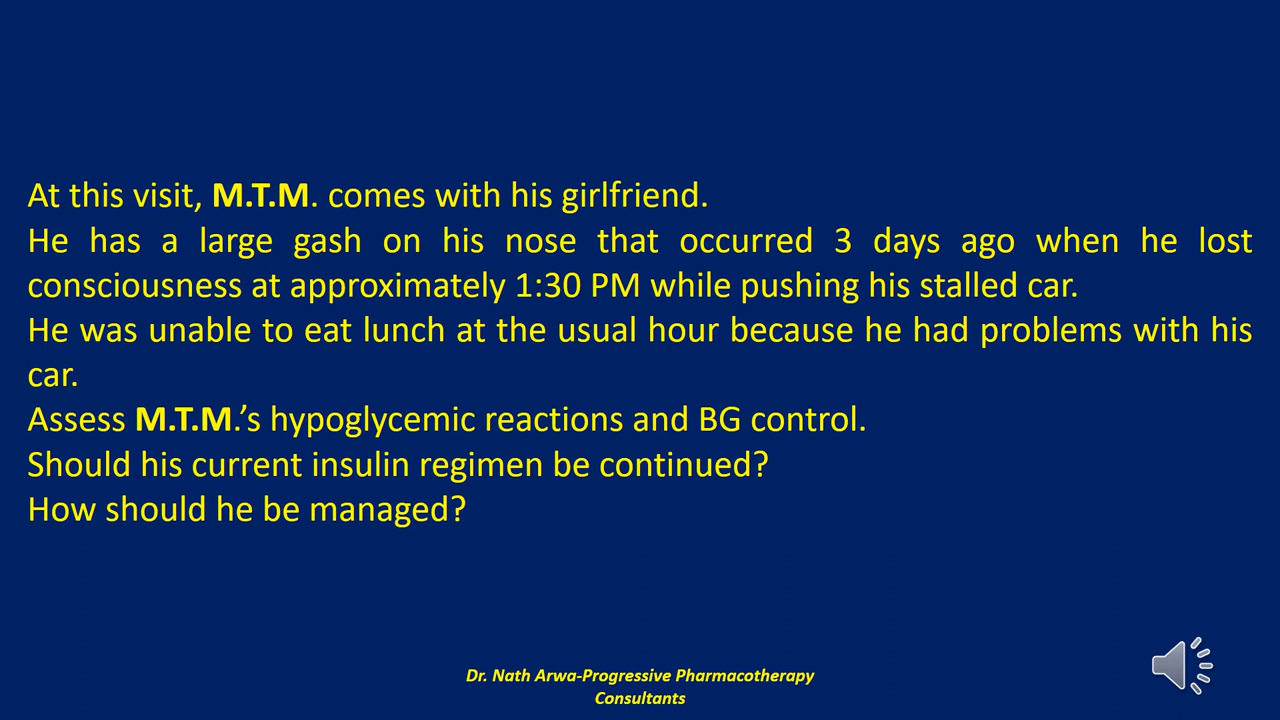 At this visit, M.T.M. comes with his girlfriend.
He has a large gash on his nose that occurred 3 days ago when he lost
consciousness at approximately 1:30 PM while pushing his stalled car.
He was unable to eat lunch at the usual hour because he had problems with his
car.
Assess M.T.M.’s hypoglycemic reactions and BG control.
Should his current insulin regimen be continued?
How should he be managed?
Dr. Nath Arwa-Progressive Pharmacotherapy
Consultants